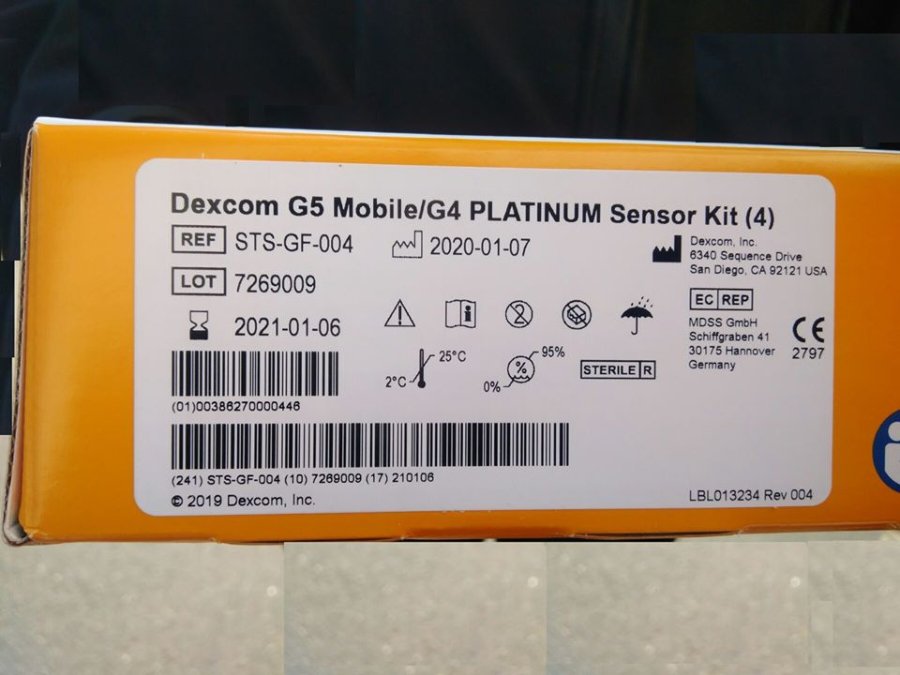 Dexcom G5 Mobile/G4 PLATINUM Sensor Kit (4)
REF STS-GF-004
2020-01-07
LOT 7269009
2021-01-06
Dexcom, Inc.
6340 Sequence Drive
San Diego, CA 92121 USA
EC REP
MDSS GmbH
Schiffgraben 41
30175 Hannover
Germany
CE
2797
2
2°C
25°C
0%
%
95%
STERILE R
(01)00386270000446
(241) STS-GF-004 (10) 7269009 (17) 210106
© 2019 Dexcom, Inc.
LBL013234 Rev 004